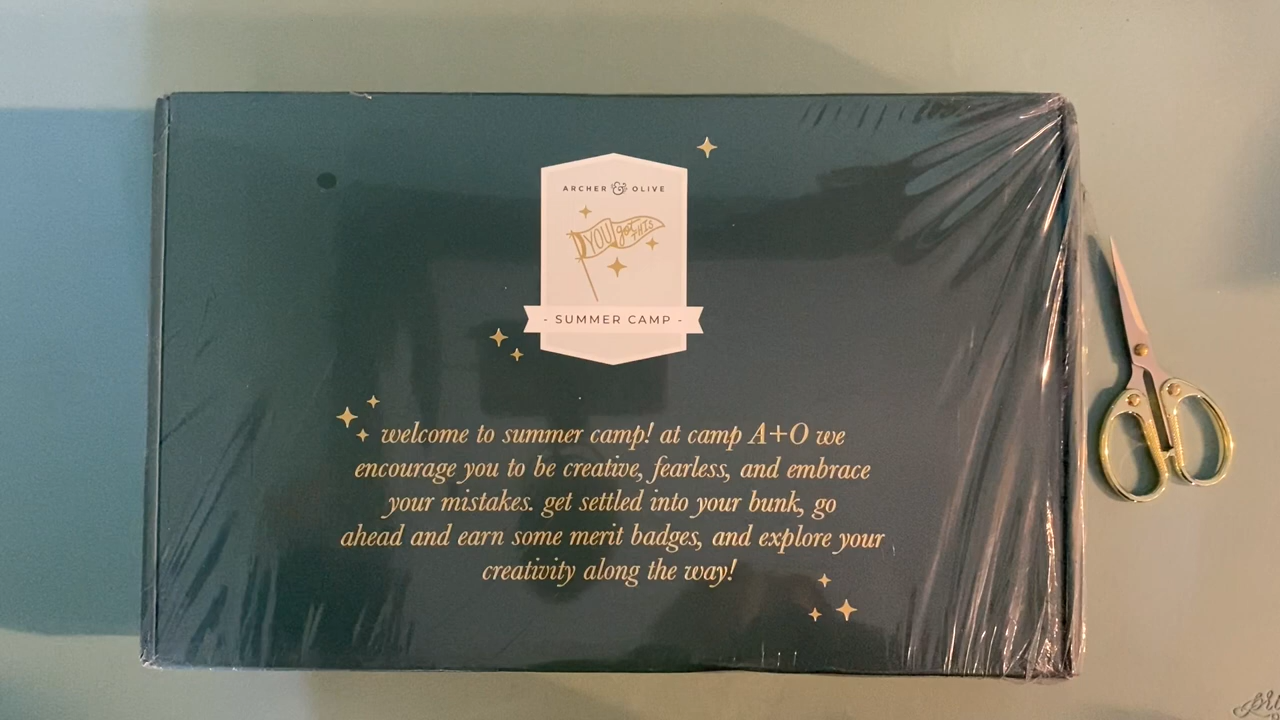 ARCHER & OLIVE
YOU got THIS
- SUMMER CAMP -
welcome to summer camp! at camp A+O we
encourage you to be creative, fearless, and embrace
your mistakes. get settled into your bunk, go
ahead and earn some merit badges, and explore your
creativity along the way!